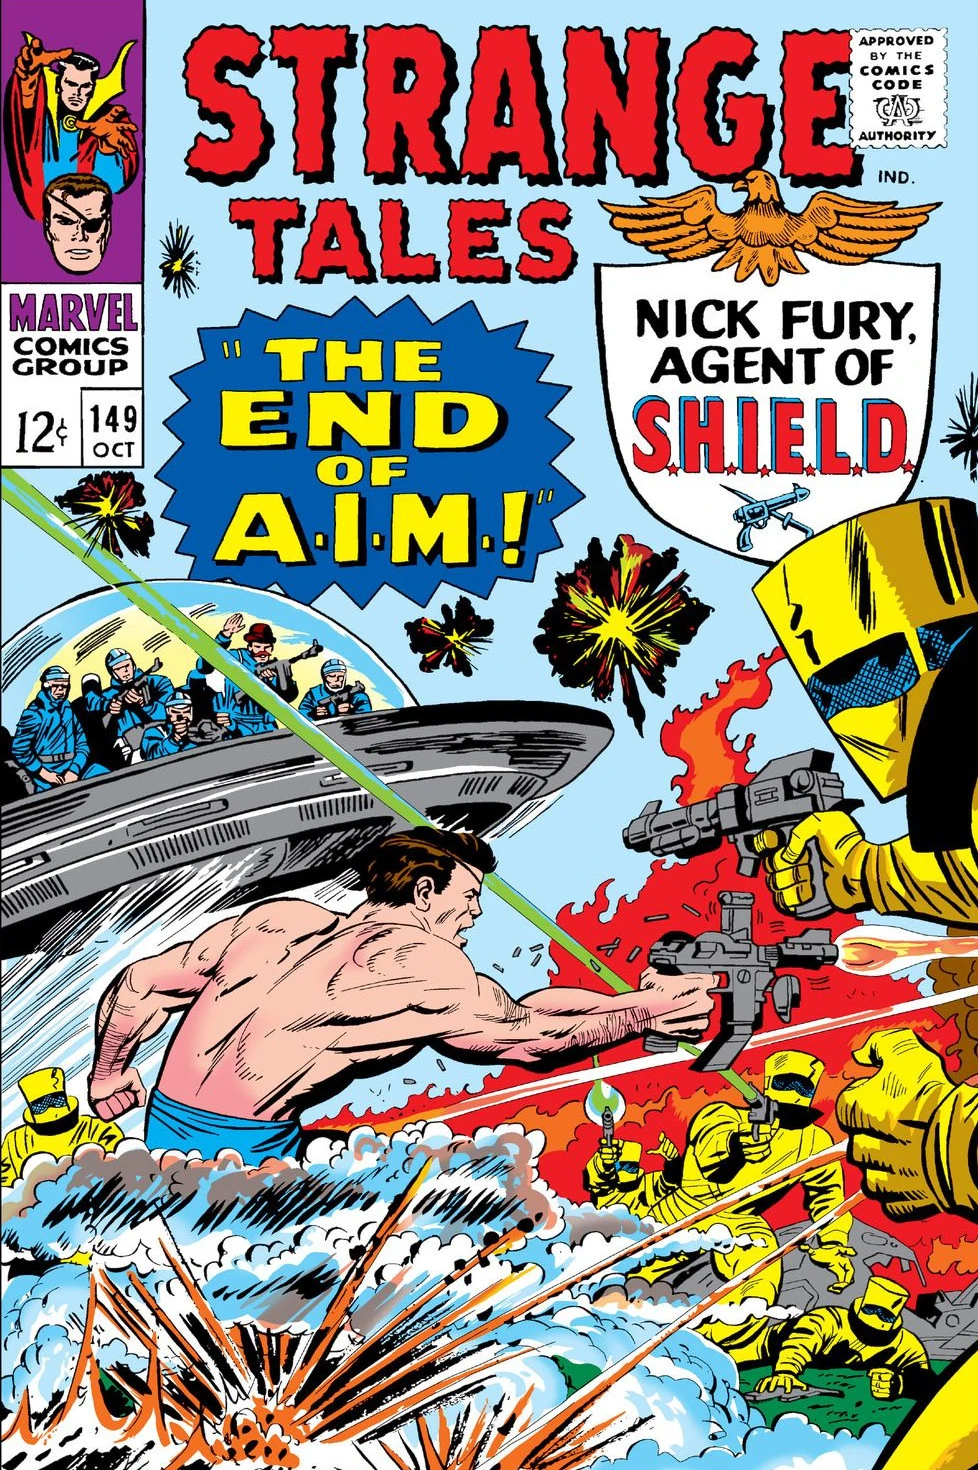 STRANGE
TALES
APPROVED
BY THE
COMICS
CODE
CA
AUTHORITY
IND.
MARVEL
COMICS
GROUP
12¢
149
OCT
"THE
END
OF
A.I.M.!"
NICK FURY,
AGENT OF
S.H.I.E.L.D.